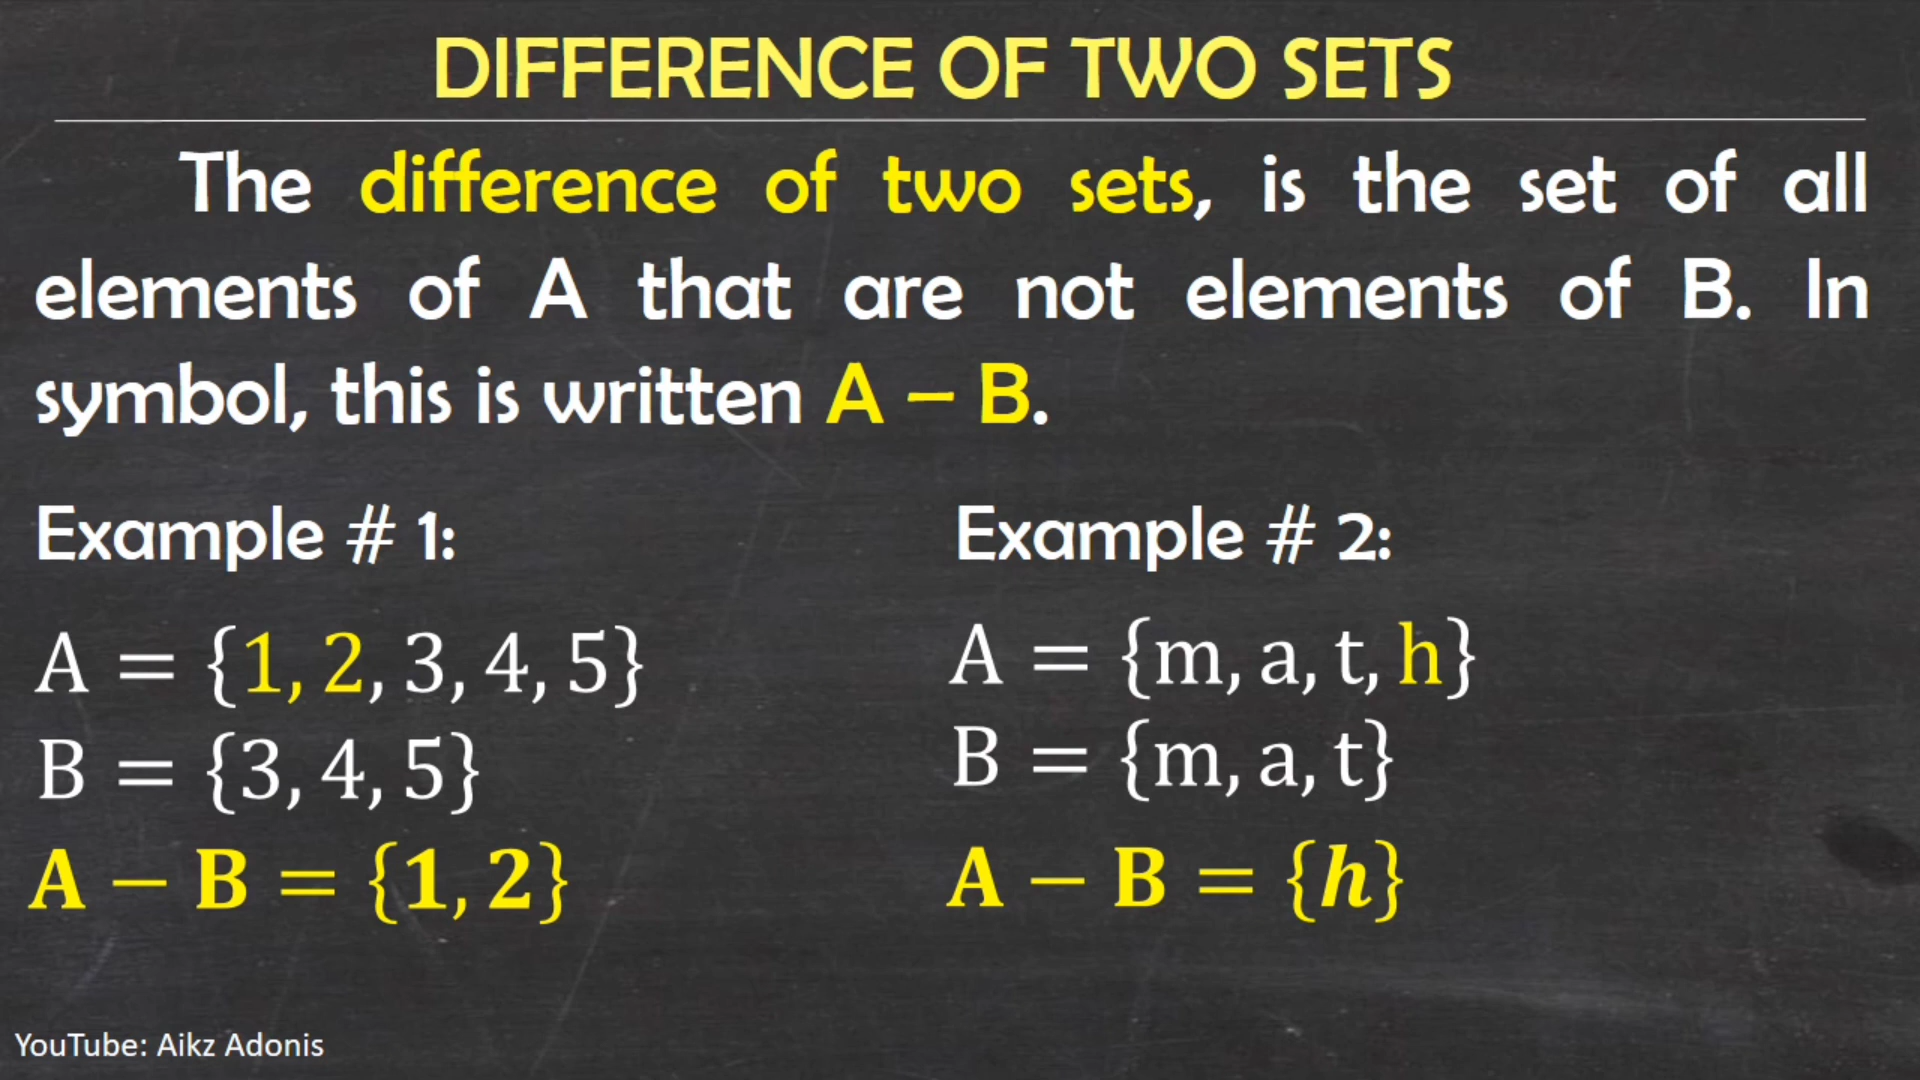 DIFFERENCE OF TWO SETS
The difference of two sets, is the set of all
elements of A that are not elements of B. In
symbol, this is written A – B.
Example # 1:
A = {1, 2, 3, 4, 5}
B = {3, 4, 5}
A − B = {1, 2}
Example # 2:
A = {m, a, t, h}
B = {m, a, t}
A − B = {h}
YouTube: Aikz Adonis